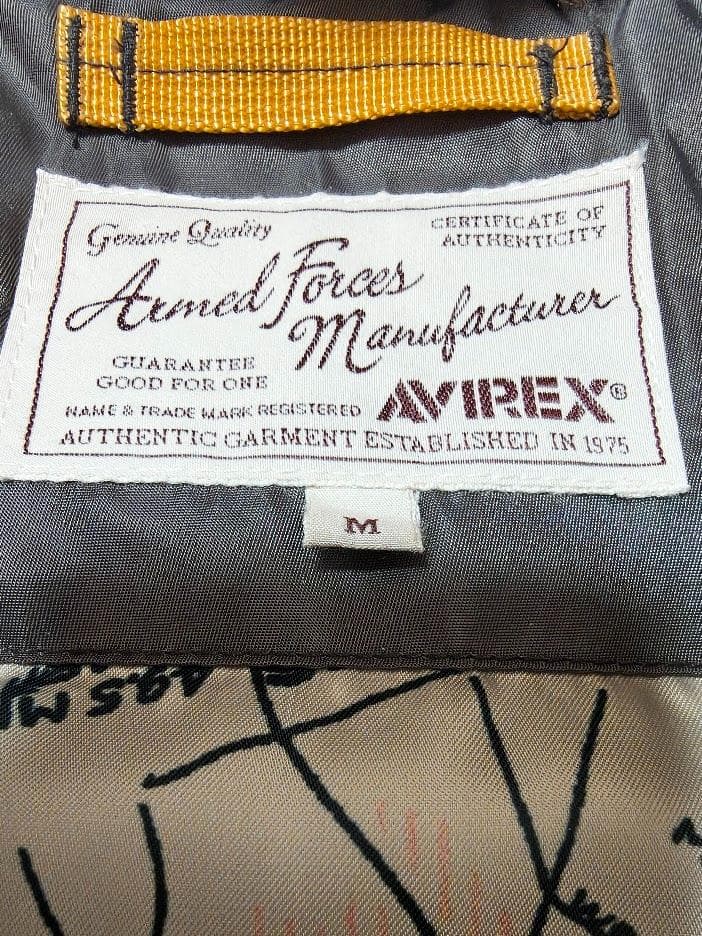 Genuine Quality
CERTIFICATE OF
AUTHENTICITY
Armed Forces
Manufacturer
GUARANTEE
GOOD FOR ONE
AVIREX®
NAME & TRADE MARK REGISTERED
AUTHENTIC GARMENT ESTABLISHED IN 1975
M